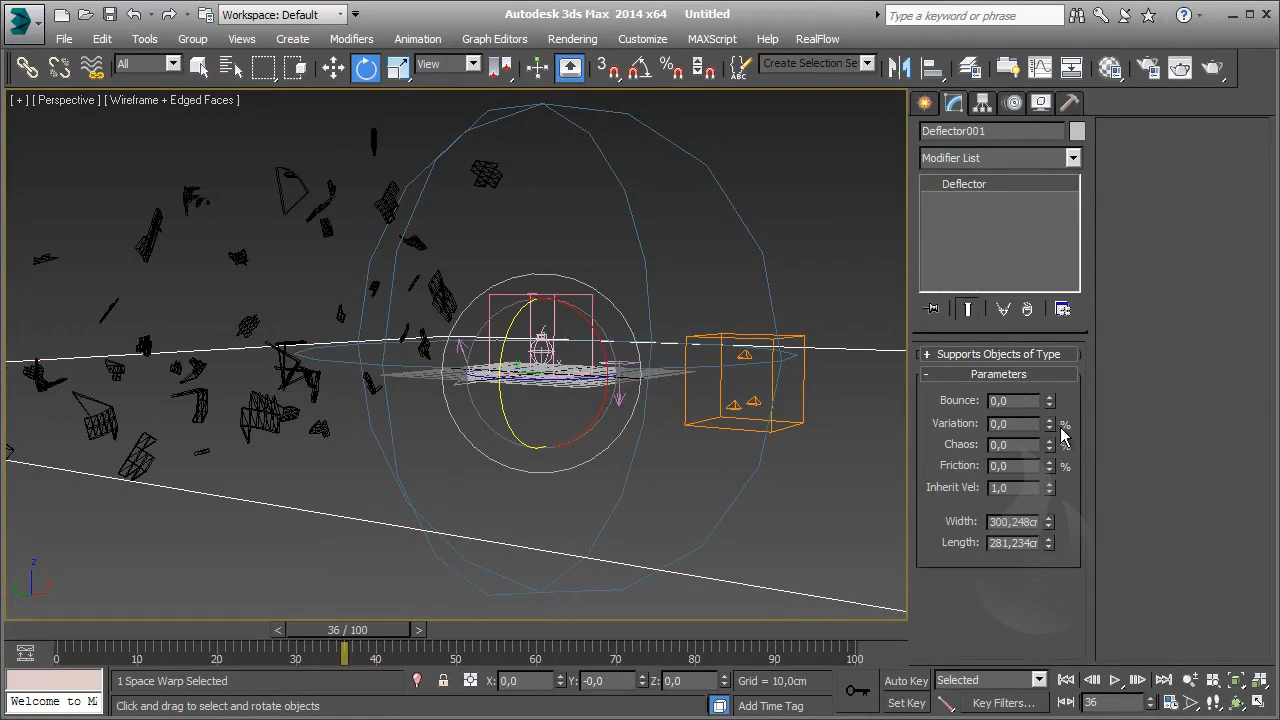 Workspace: Default
Autodesk 3ds Max 2014 x64 Untitled
Type a keyword or phrase
File Edit Tools Group Views Create Modifiers Animation Graph Editors Rendering Customize MAXScript Help RealFlow
All
View
3
Create Selection Se
[ + ] [ Perspective ] [ Wireframe + Edged Faces ]
Deflector001
Modifier List
Deflector
+ Supports Objects of Type
- Parameters
Bounce: 0,0
Variation: 0,0 %
Chaos: 0,0 %
Friction: 0,0 %
Inherit Vel: 1,0
Width: 300,248cr
Length: 281,234cr
z
< 36 / 100 >
0 10 20 30 40 50 60 70 80 90 100
1 Space Warp Selected
X: 0,0 Y: -0,0 Z: 0,0
Grid = 10,0cm
Auto Key
Selected
Welcome to M
Click and drag to select and rotate objects
Add Time Tag
Set Key
Key Filters...
36